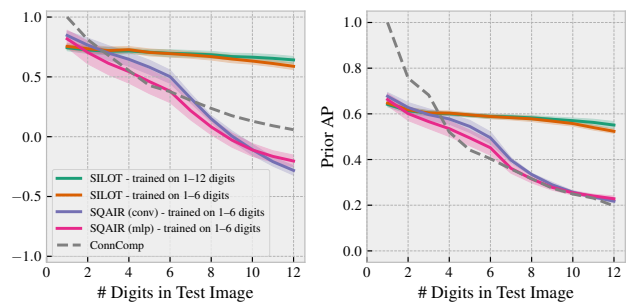 1.0
0.5
0.0
−0.5
−1.0
SILOT - trained on 1–12 digits
SILOT - trained on 1–6 digits
SQAIR (conv) - trained on 1–6 digits
SQAIR (mlp) - trained on 1–6 digits
ConnComp
0 2 4 6 8 10 12
# Digits in Test Image
Prior AP
1.0
0.8
0.6
0.4
0.2
0.0
0 2 4 6 8 10 12
# Digits in Test Image